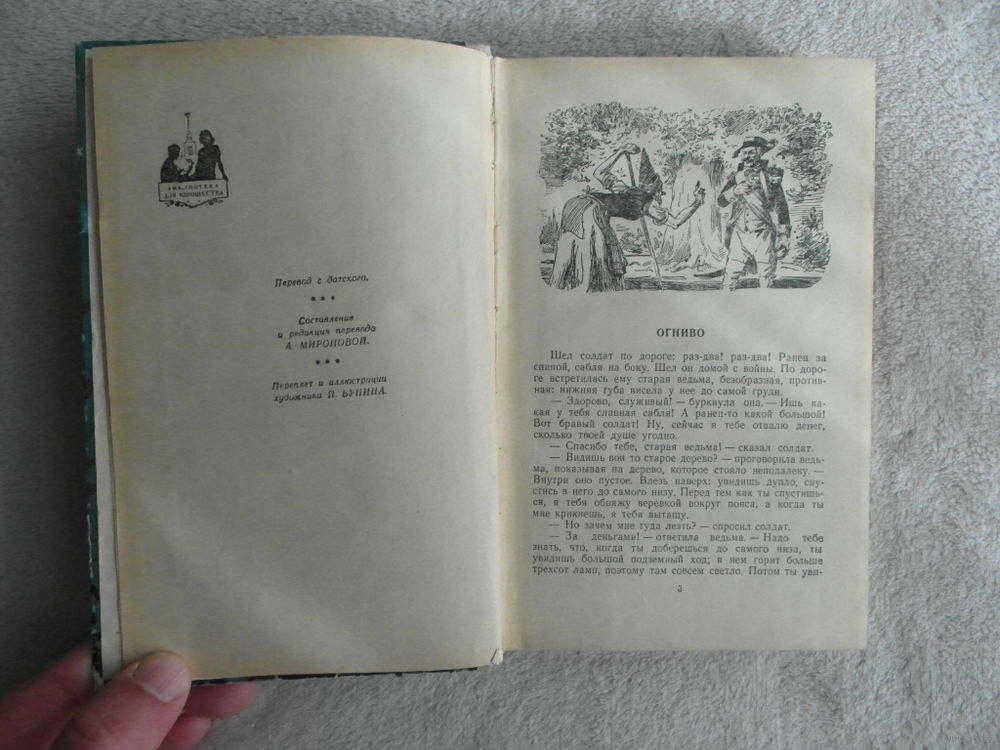 БИБЛИОТЕКА
ДЛЯ ЮНОШЕСТВА
Перевод с датского.
Составление
и редакция перевода
А. МИРОНОВОЙ.
Переплет и иллюстрации
художника П. БУНИНА.
ОГНИВО
Шел солдат по дороге: раз-два! раз-два! Ранец за
спиной, сабля на боку. Шел он домой с войны. По доро-
ге встретилась ему старая ведьма, безобразная, против-
ная: нижняя губа висела у нее до самой груди.
— Здорово, служивый! — буркнула она. — Ишь ка-
кая у тебя славная сабля! А ранец-то какой большой!
Вот бравый солдат! Ну, сейчас я тебе отвалю денег,
сколько твоей душе угодно.
— Спасибо тебе, старая ведьма! — сказал солдат.
— Видишь вон то старое дерево? — проговорила ведь-
ма, показывая на дерево, которое стояло неподалеку. —
Внутри оно пустое. Влезь наверх: увидишь дупло, спу-
стись в него до самого низу. Перед тем как ты спустишь-
ся, я тебя обвяжу веревкой вокруг пояса, а когда ты
мне крикнешь, я тебя вытащу.
— Но зачем мне туда лезть? — спросил солдат.
— За деньгами! — ответила ведьма. — Надо тебе
знать, что, когда ты доберешься до самого низа, ты
увидишь большой подземный ход; в нем горит больше
трехсот ламп, поэтому там совсем светло. Потом ты уви-
3